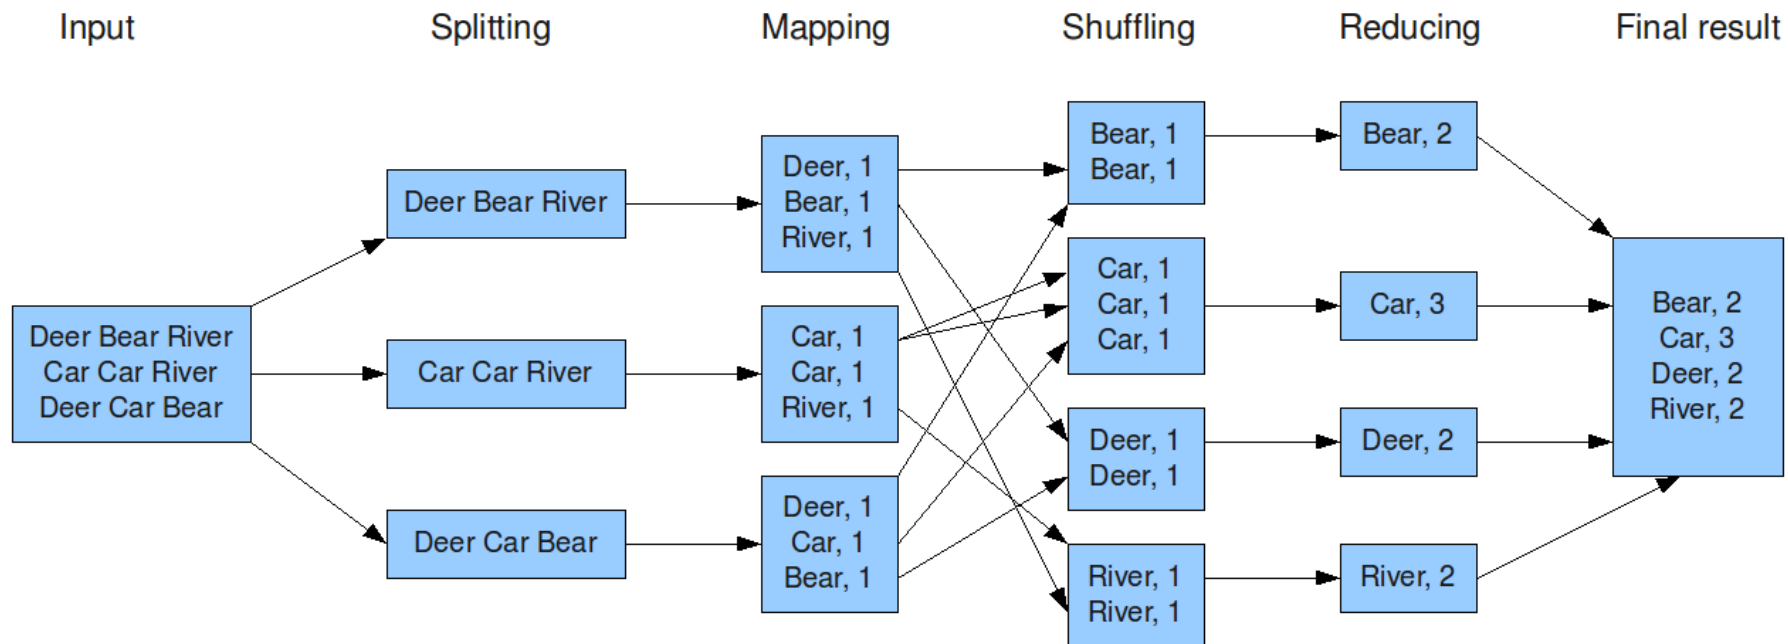 Input
Splitting
Mapping
Shuffling
Reducing
Final result
Deer Bear River
Car Car River
Deer Car Bear
Deer Bear River
Car Car River
Deer Car Bear
Deer, 1
Bear, 1
River, 1
Car, 1
Car, 1
River, 1
Deer, 1
Car, 1
Bear, 1
Bear, 1
Bear, 1
Car, 1
Car, 1
Car, 1
Deer, 1
Deer, 1
River, 1
River, 1
Bear, 2
Car, 3
Deer, 2
River, 2
Bear, 2
Car, 3
Deer, 2
River, 2